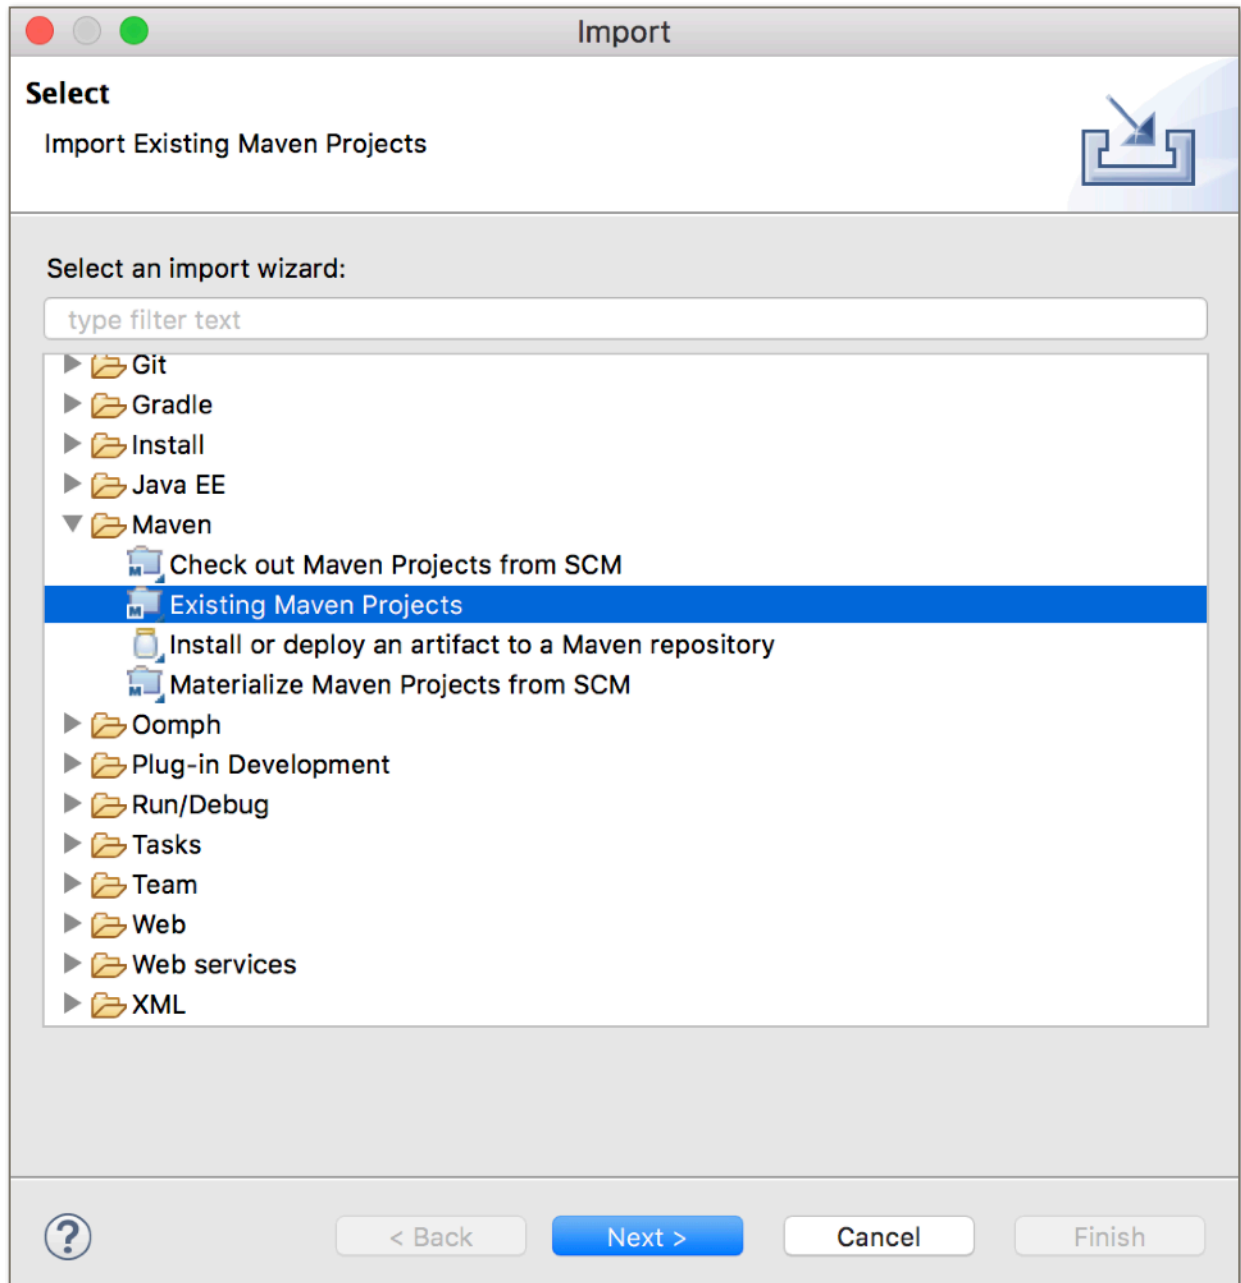 Import
Select
Import Existing Maven Projects
Select an import wizard:
type filter text
Git
Gradle
Install
Java EE
Maven
Check out Maven Projects from SCM
Existing Maven Projects
Install or deploy an artifact to a Maven repository
Materialize Maven Projects from SCM
Oomph
Plug-in Development
Run/Debug
Tasks
Team
Web
Web services
XML
? < Back Next > Cancel Finish